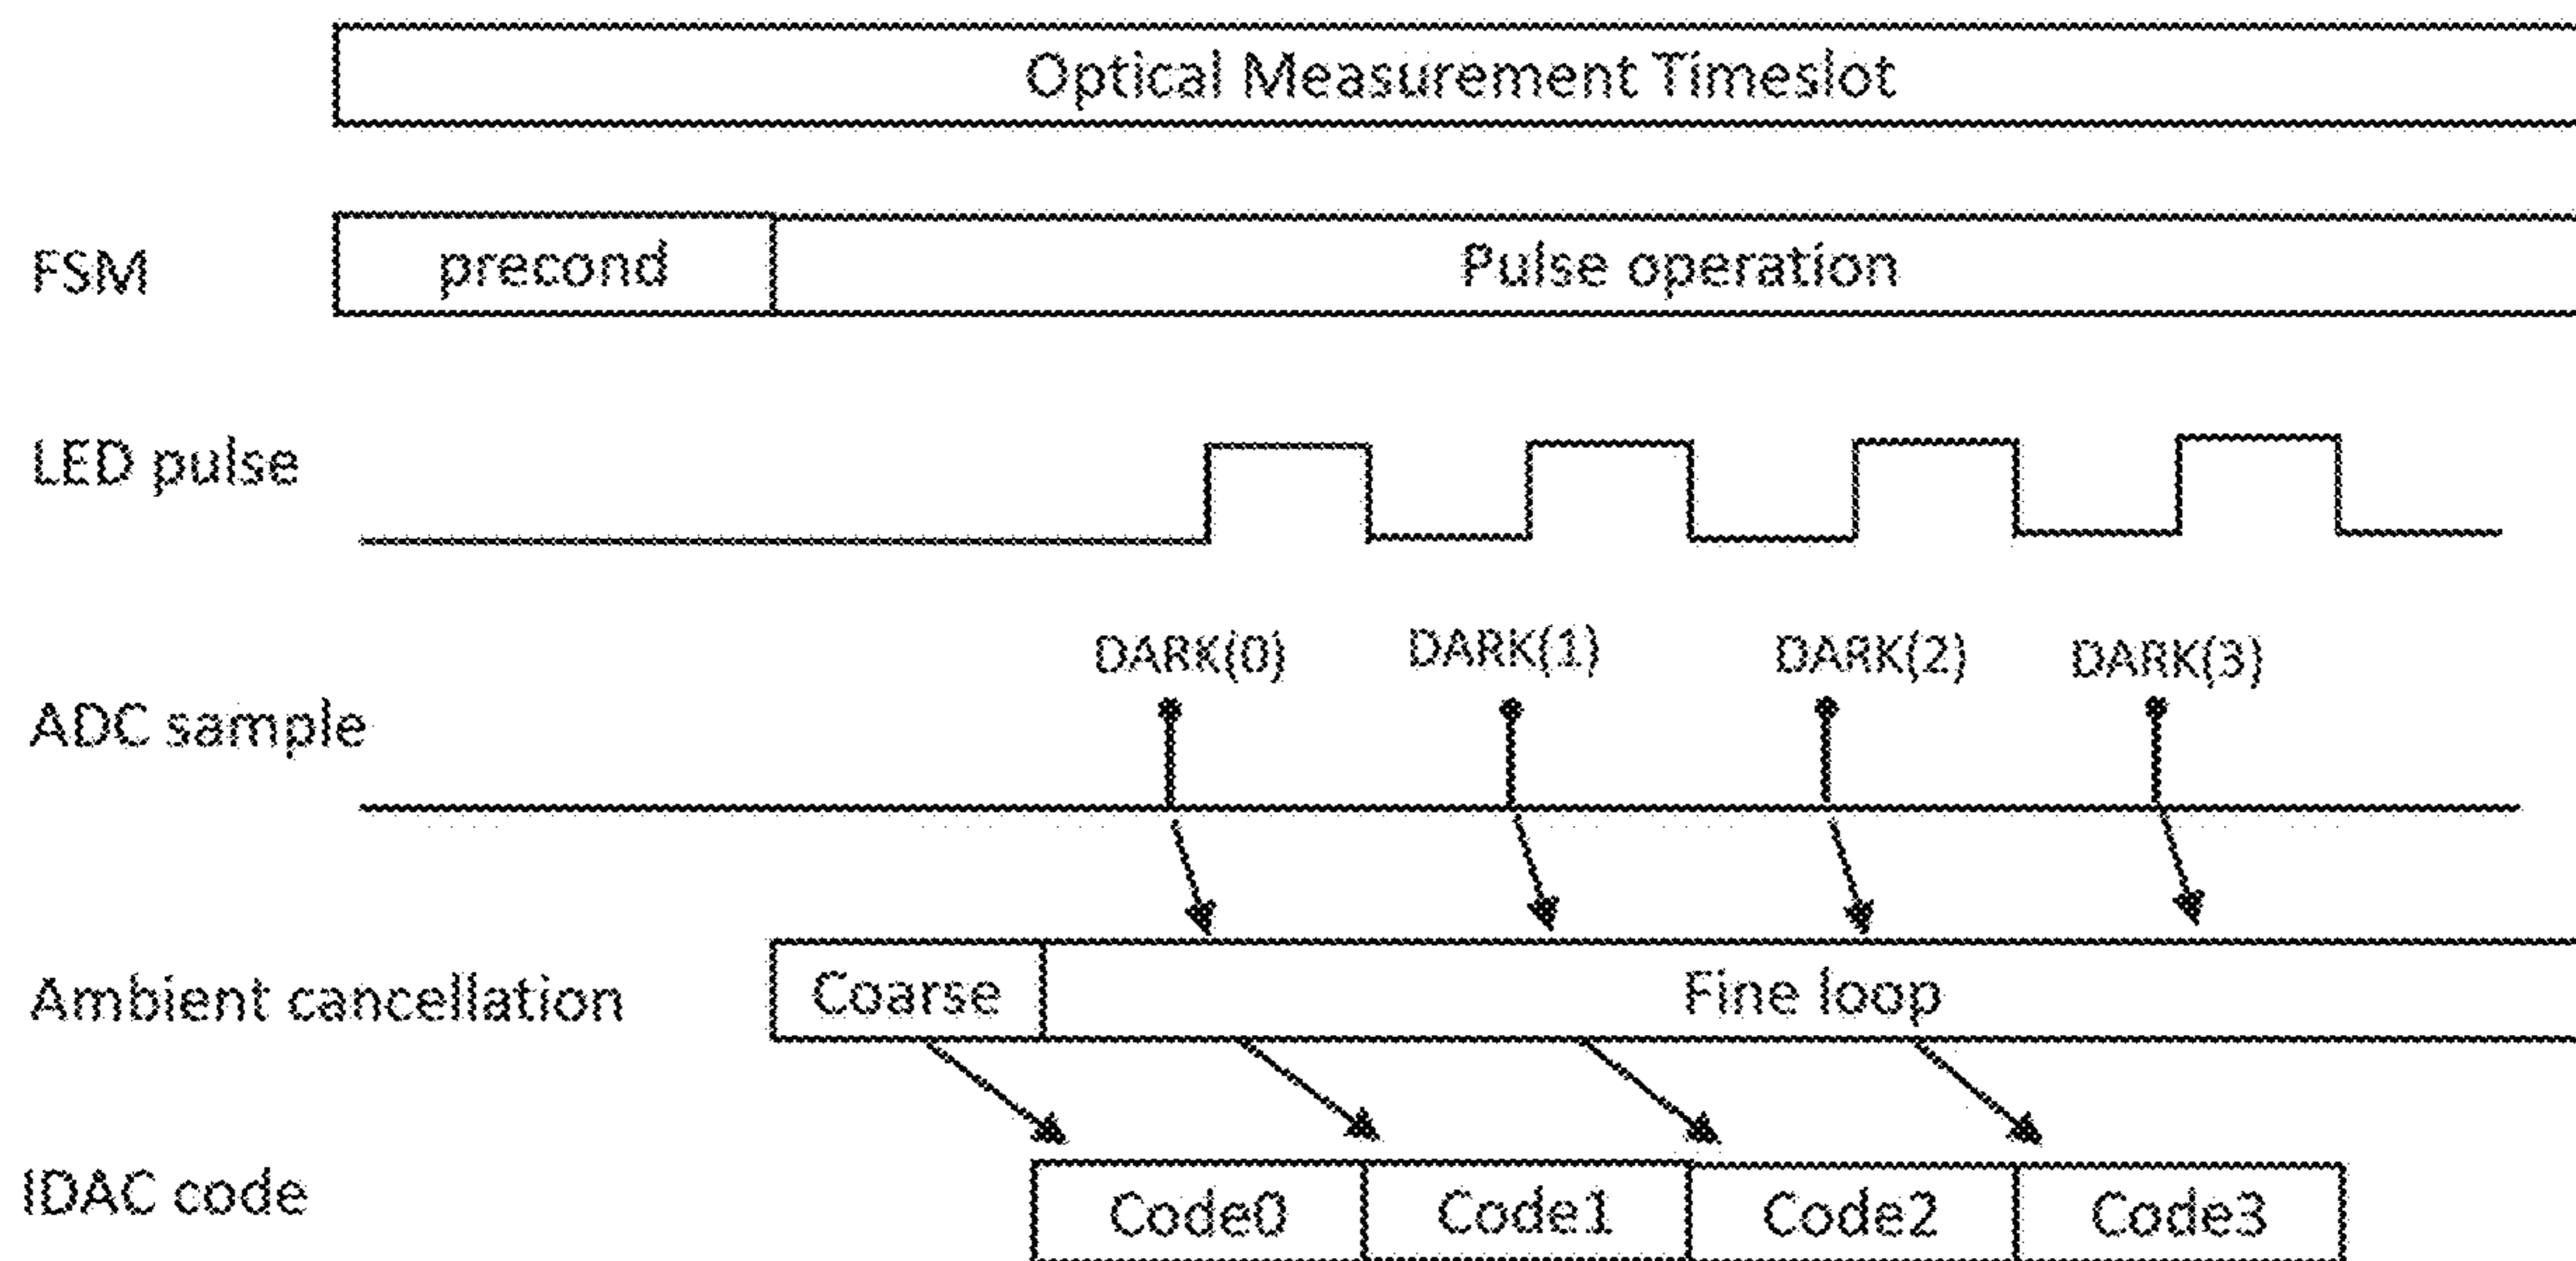 Optical Measurement Timeslot
FSM precond Pulse operation
LED pulse
DARK(0) DARK(1) DARK(2) DARK(3)
ADC sample
Ambient cancellation Coarse Fine loop
IDAC code Code0 Code1 Code2 Code3